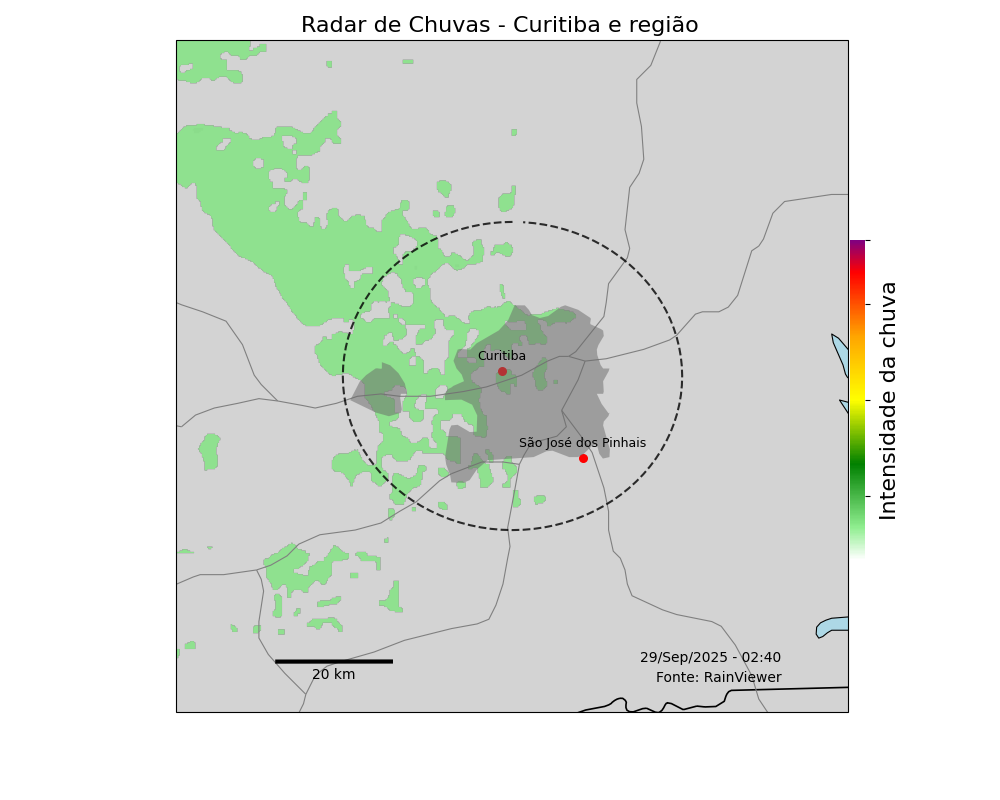 Radar de Chuvas - Curitiba e região
Curitiba
São José dos Pinhais
Intensidade da chuva
20 km
29/Sep/2025 - 02:40
Fonte: RainViewer